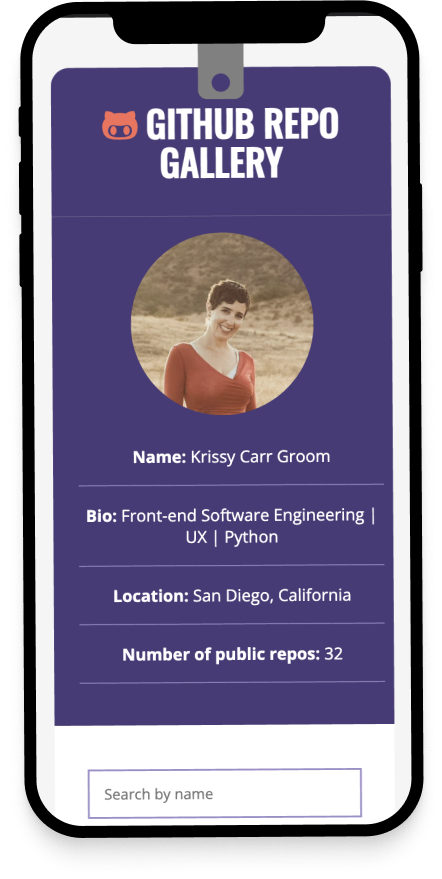 GITHUB REPO
GALLERY
Name: Krissy Carr Groom
Bio: Front-end Software Engineering |
UX | Python
Location: San Diego, California
Number of public repos: 32
Search by name